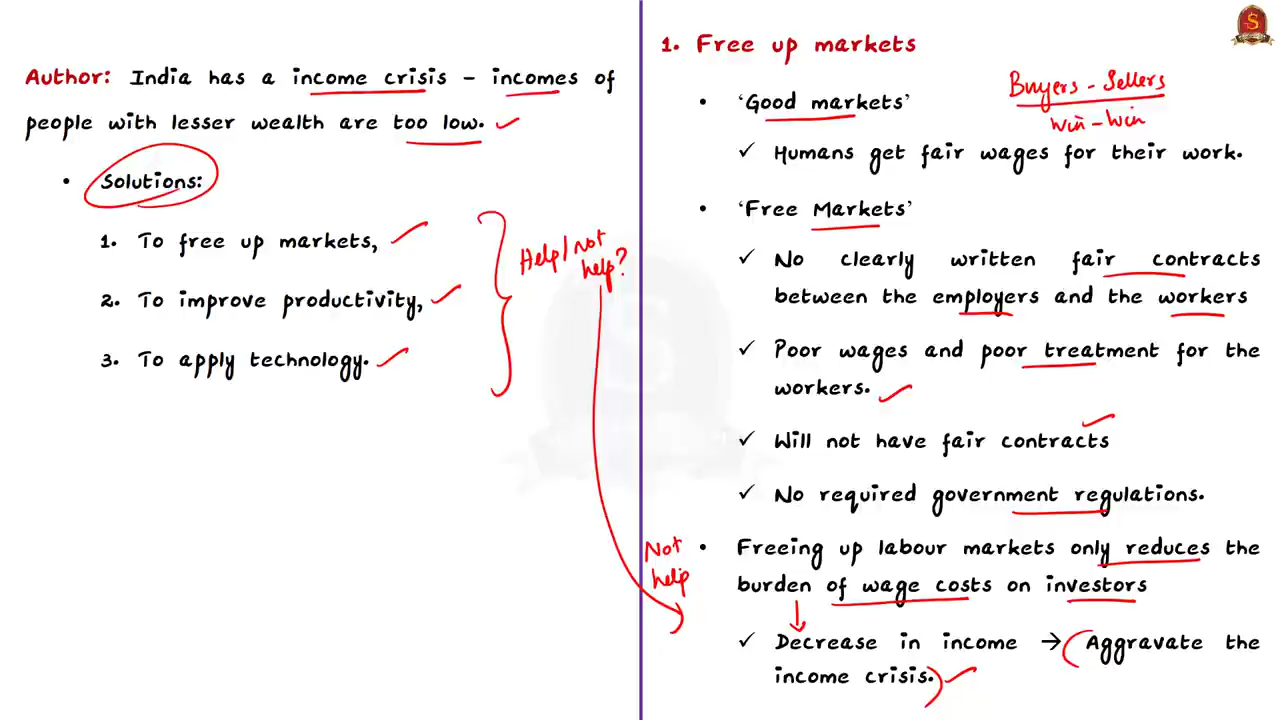 Author: India has a income crisis – incomes of
people with lesser wealth are too low.
• Solutions:
1. To free up markets,
2. To improve productivity,
3. To apply technology.
Help/not
help?
1. Free up markets
• 'Good markets'
Buyers - Sellers
Win - Win
✓ Humans get fair wages for their work.
• 'Free Markets'
✓ No clearly written fair contracts
between the employers and the workers
✓ Poor wages and poor treatment for the
workers.
✓ Will not have fair contracts
✓ No required government regulations.
Not
help
• Freeing up labour markets only reduces the
burden of wage costs on investors
✓ Decrease in income → (Aggravate the
income crisis.)